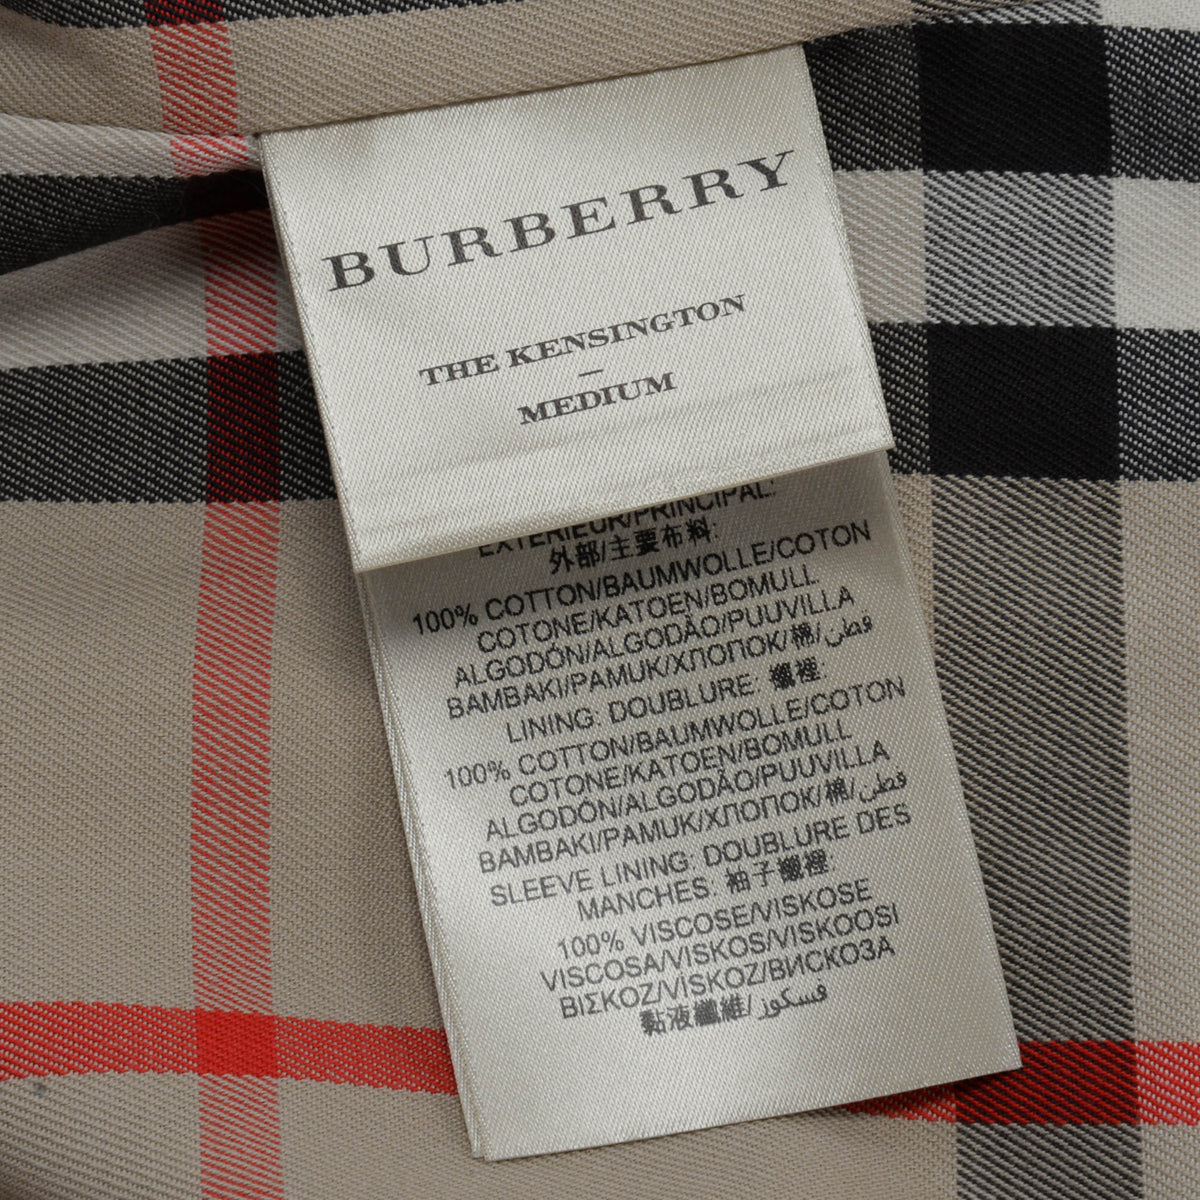 BURBERRY
THE KENSINGTON
—
MEDIUM
EXTERIEUR/PRINCIPAL:
外部/主要布料:
100% COTTON/BAUMWOLLE/COTON
COTONE/KATOEN/BOMULL
ALGODÓN/ALGODÃO/PUUVILLA
BAMBAKI/PAMUK/ХЛОПОК/棉/قطن
LINING: DOUBLURE: 襯裡:
100% COTTON/BAUMWOLLE/COTON
COTONE/KATOEN/BOMULL
ALGODÓN/ALGODÃO/PUUVILLA
BAMBAKI/PAMUK/ХЛОПОК/棉/قطن
SLEEVE LINING: DOUBLURE DES
MANCHES: 袖子襯裡:
100% VISCOSE/VISKOSE
VISCOSA/VISKOS/VISKOOSI
ΒΙΣΚΟΖ/VİSKOZ/ВИСКОЗА
黏液纖維/فسكوز